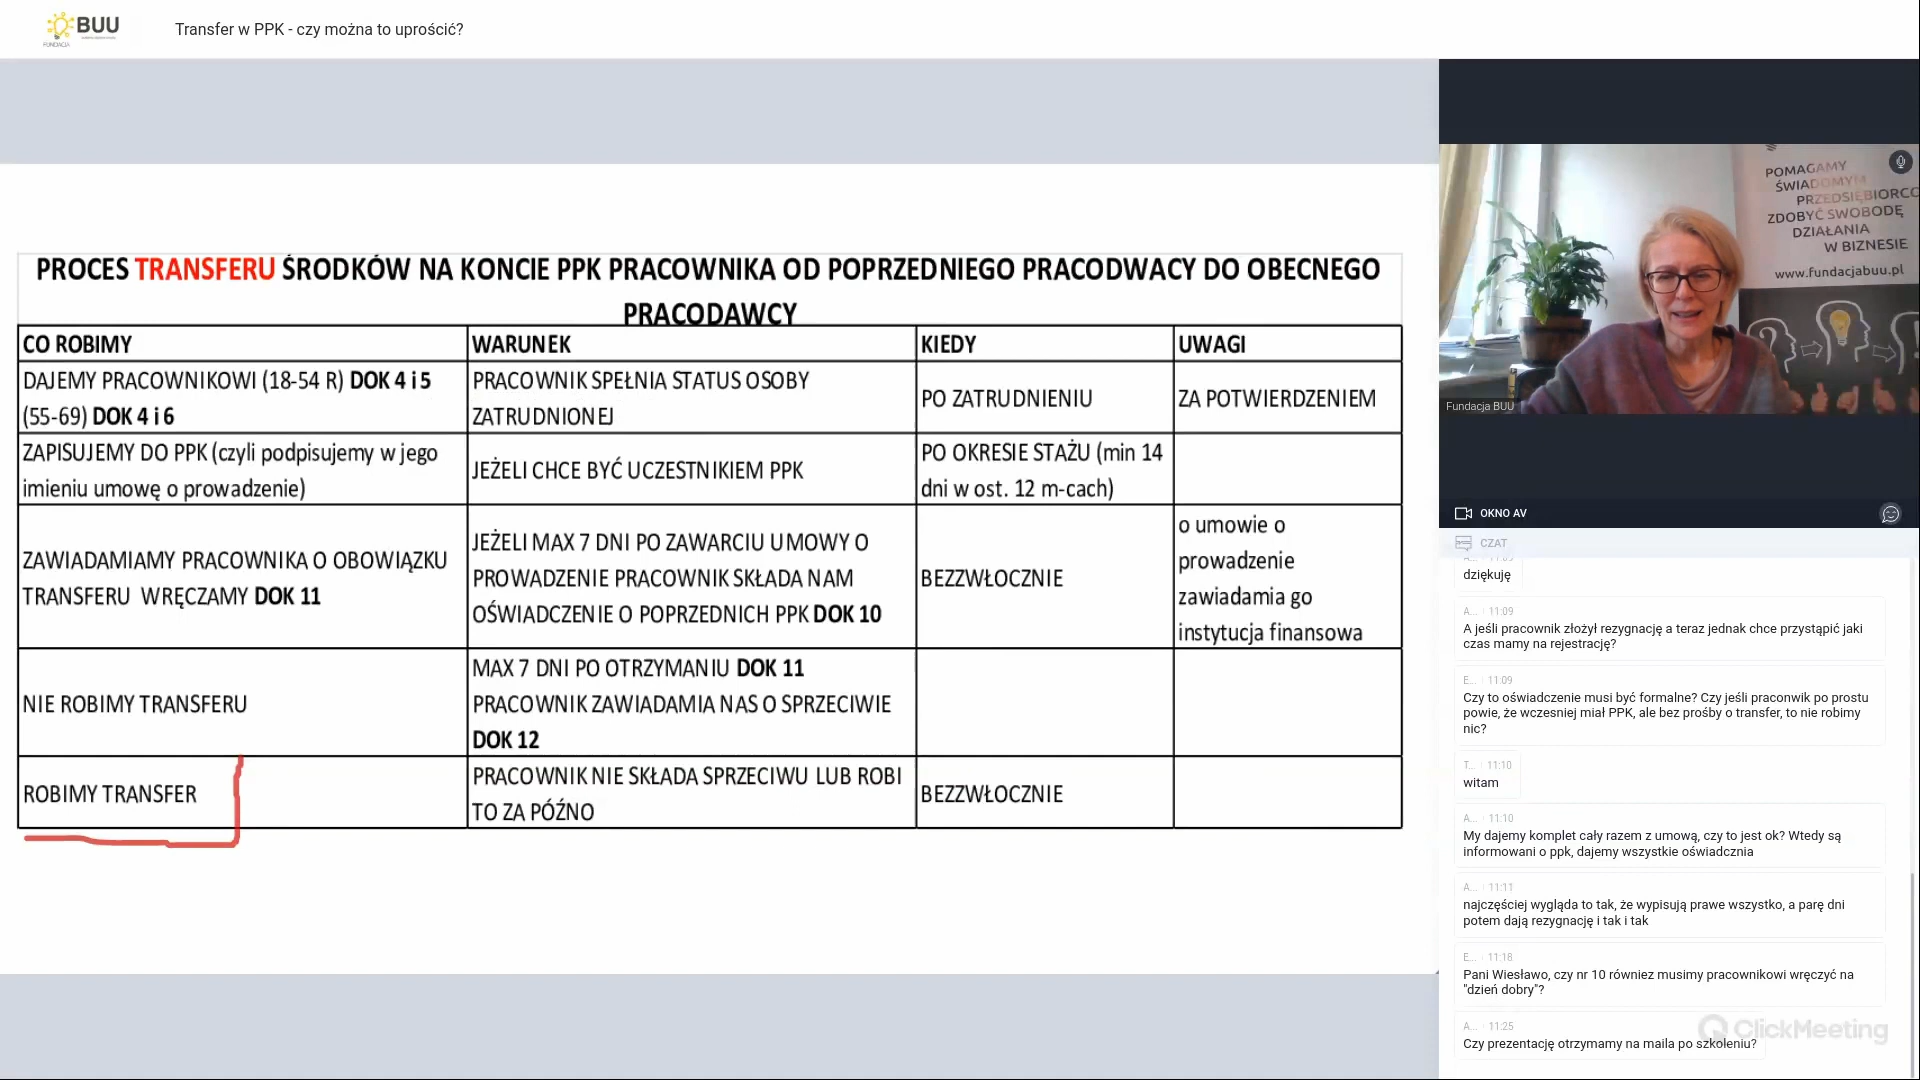 BUU
FUNDACJA
Transfer w PPK - czy można to uprościć?
PROCES TRANSFERU ŚRODKÓW NA KONCIE PPK PRACOWNIKA OD POPRZEDNIEGO PRACODWACY DO OBECNEGO
PRACODAWCY
CO ROBIMY
WARUNEK
KIEDY
UWAGI
DAJEMY PRACOWNIKOWI (18-54 R) DOK 4 i 5
(55-69) DOK 4 i 6
PRACOWNIK SPEŁNIA STATUS OSOBY
ZATRUDNIONEJ
PO ZATRUDNIENIU
ZA POTWIERDZENIEM
ZAPISUJEMY DO PPK (czyli podpisujemy w jego
imieniu umowę o prowadzenie)
JEŻELI CHCE BYĆ UCZESTNIKIEM PPK
PO OKRESIE STAŻU (min 14
dni w ost. 12 m-cach)
ZAWIADAMIAMY PRACOWNIKA O OBOWIĄZKU
TRANSFERU WRĘCZAMY DOK 11
JEŻELI MAX 7 DNI PO ZAWARCIU UMOWY O
PROWADZENIE PRACOWNIK SKŁADA NAM
OŚWIADCZENIE O POPRZEDNICH PPK DOK 10
BEZZWŁOCZNIE
o umowie o
prowadzenie
zawiadamia go
instytucja finansowa
NIE ROBIMY TRANSFERU
MAX 7 DNI PO OTRZYMANIU DOK 11
PRACOWNIK ZAWIADAMIA NAS O SPRZECIWIE
DOK 12
ROBIMY TRANSFER
PRACOWNIK NIE SKŁADA SPRZECIWU LUB ROBI
TO ZA PÓŹNO
BEZZWŁOCZNIE
POMAGAMY
ŚWIADOMYM
PRZEDSIĘBIORCO
ZDOBYĆ SWOBODĘ
DZIAŁANIA
W BIZNESIE
www.fundacjabuu.pl
Fundacja BUU
OKNO AV
CZAT
dziękuję
A... 11:09
A jeśli pracownik złożył rezygnację a teraz jednak chce przystąpić jaki
czas mamy na rejestrację?
E... 11:09
Czy to oświadczenie musi być formalne? Czy jeśli praconwik po prostu
powie, że wczesniej miał PPK, ale bez prośby o transfer, to nie robimy
nic?
T... 11:10
witam
A... 11:10
My dajemy komplet cały razem z umową, czy to jest ok? Wtedy są
informowani o ppk, dajemy wszystkie oświadcznia
A... 11:11
najczęściej wygląda to tak, że wypisują prawe wszystko, a parę dni
potem dają rezygnację i tak i tak
E... 11:18
Pani Wiesławo, czy nr 10 równiez musimy pracownikowi wręczyć na
"dzień dobry"?
A... 11:25
Czy prezentację otrzymamy na maila po szkoleniu?
ClickMeeting